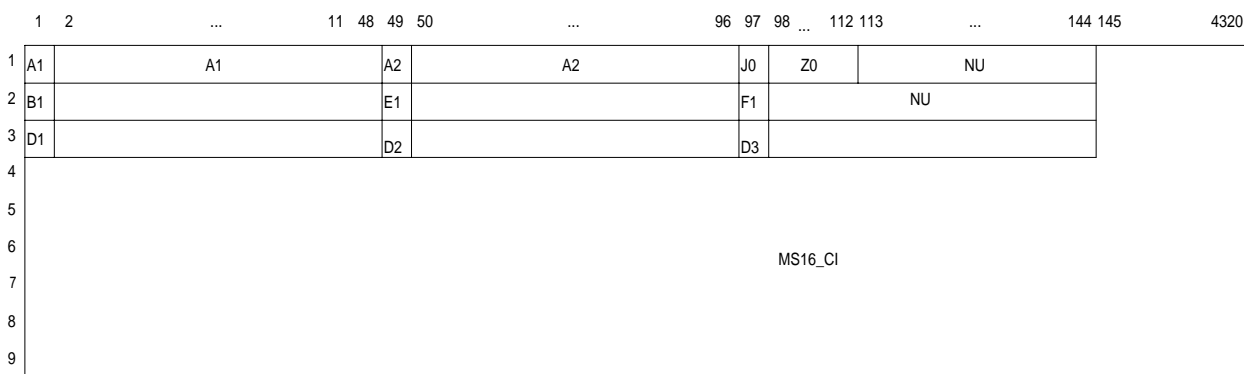 1 2 ... 11 48 49 50 ... 96 97 98 ... 112 113 ... 144 145 4320
1 A1 A1 A2 A2 J0 Z0 NU
2 B1 E1 F1 NU
3 D1 D2 D3
4
5
6 MS16_CI
7
8
9